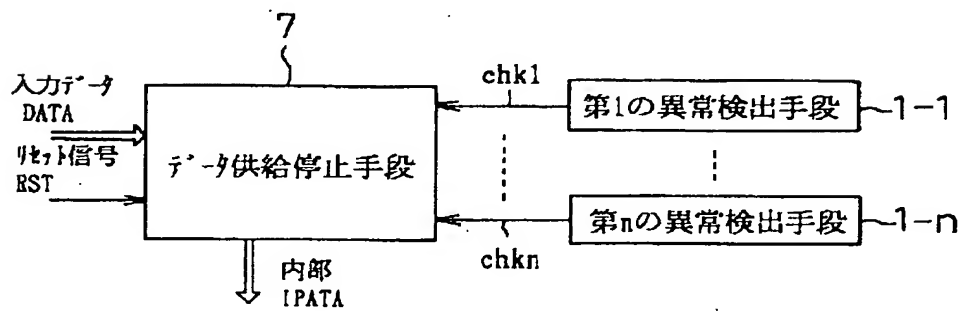 7
入力データ
DATA
リセット信号
RST
データ供給停止手段
chk1
第1の異常検出手段
1-1
第nの異常検出手段
1-n
chkn
内部
IPATA